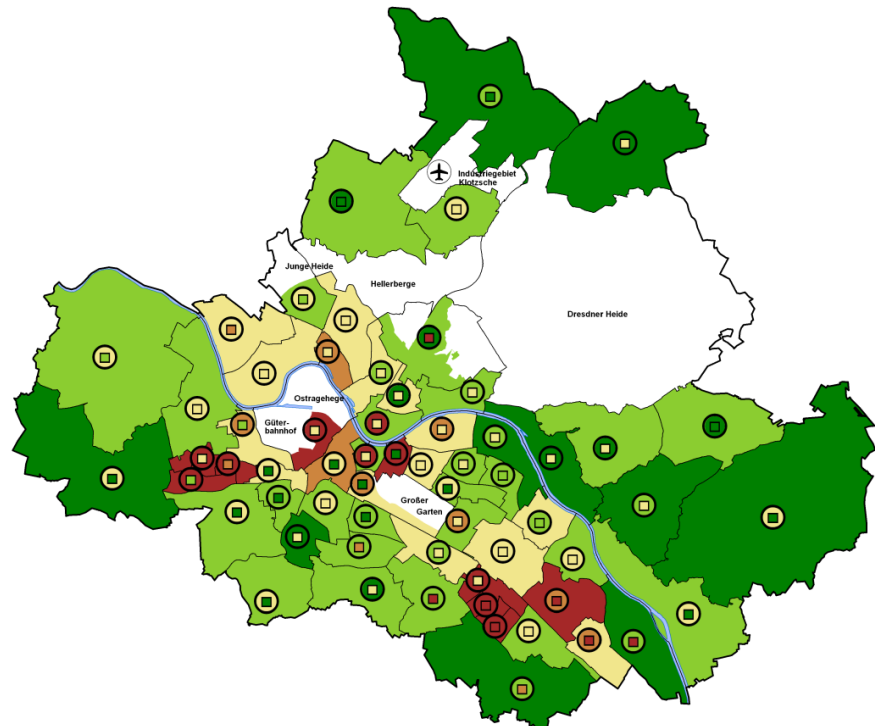 Industriegebiet
Klotzsche
Junge Heide
Hellerberge
Dresdner Heide
Ostragehege
Güter-
bahnhof
Großer
Garten